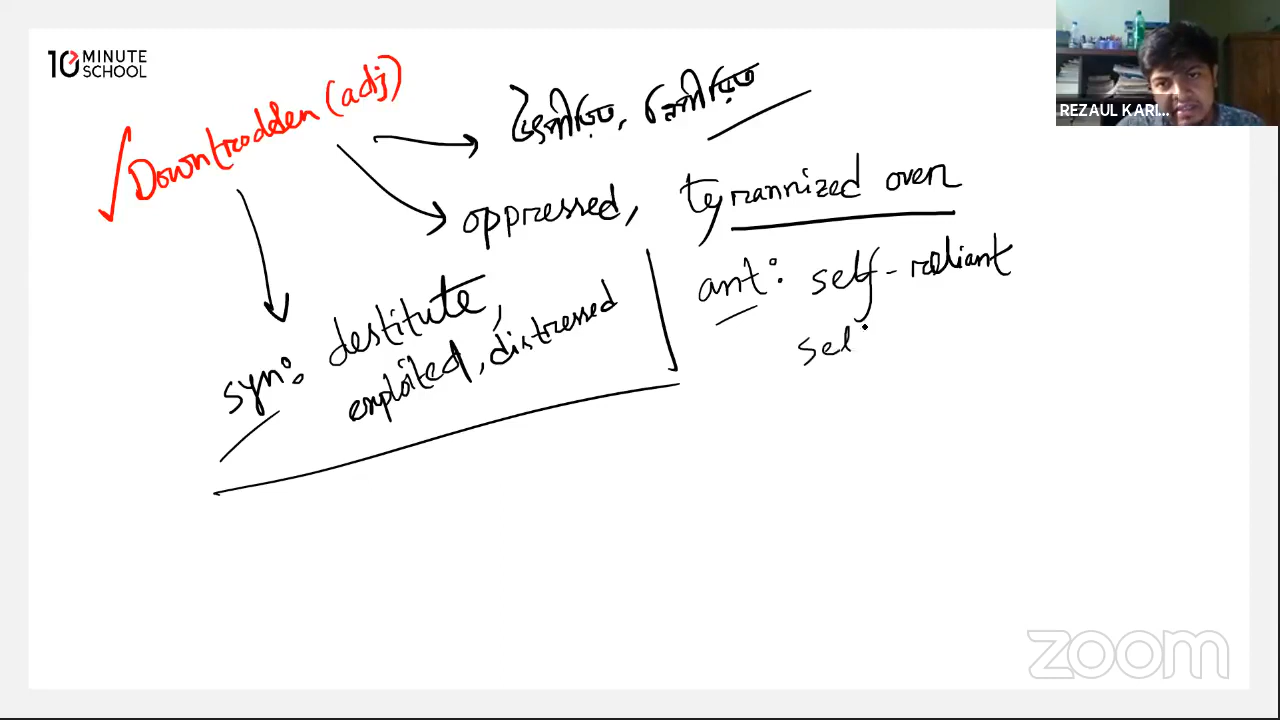 10 MINUTE
SCHOOL
REZAUL KARI...
Downtrodden (adj)
উৎপীড়িত, নিপীড়িত
oppressed, tyrannized over
syn: destitute,
exploited, distressed
ant: self-reliant
sel
zoom